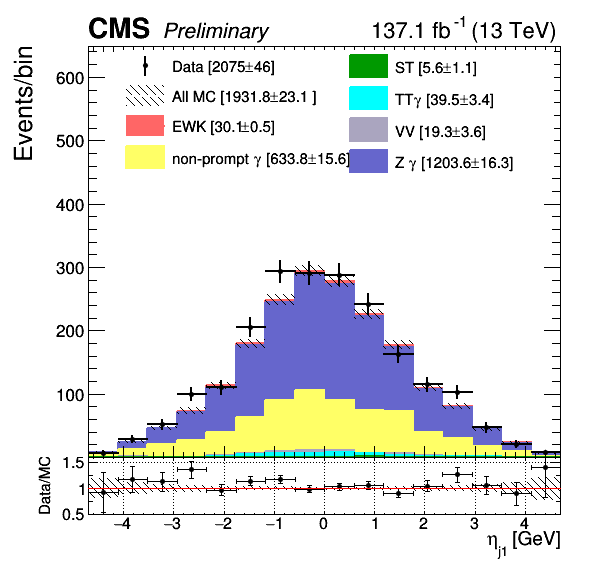 CMS Preliminary 137.1 fb⁻¹ (13 TeV)
Events/bin
Data [2075±46]
All MC [1931.8±23.1 ]
EWK [30.1±0.5]
non-prompt γ [633.8±15.6]
ST [5.6±1.1]
TTγ [39.5±3.4]
VV [19.3±3.6]
Z γ [1203.6±16.3]
600
500
400
300
200
100
Data/MC
1.5
1
0.5
−4 −3 −2 −1 0 1 2 3 4
η_j1 [GeV]